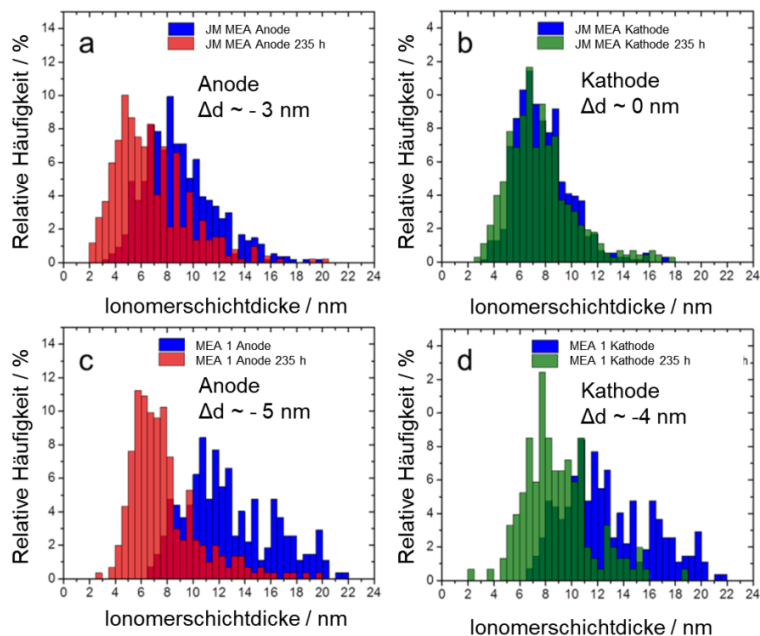 a
JM MEA Anode
JM MEA Anode 235 h
Anode
Δd ~ - 3 nm
Relative Häufigkeit / %
14
12
10
8
6
4
2
0
0 2 4 6 8 10 12 14 16 18 20 22 24
Ionomerschichtdicke / nm
b
JM MEA Kathode
JM MEA Kathode 235 h
Kathode
Δd ~ 0 nm
Relative Häufigkeit / %
4
2
0
8
6
4
2
0
0 2 4 6 8 10 12 14 16 18 20 22 24
Ionomerschichtdicke / nm
c
MEA 1 Anode
MEA 1 Anode 235 h
Anode
Δd ~ - 5 nm
Relative Häufigkeit / %
14
12
10
8
6
4
2
0
0 2 4 6 8 10 12 14 16 18 20 22 24
Ionomerschichtdicke / nm
d
MEA 1 Kathode
MEA 1 Kathode 235 h
h
Kathode
Δd ~ -4 nm
Relative Häufigkeit / %
4
2
0
8
6
4
2
0
0 2 4 6 8 10 12 14 16 18 20 22 24
Ionomerschichtdicke / nm